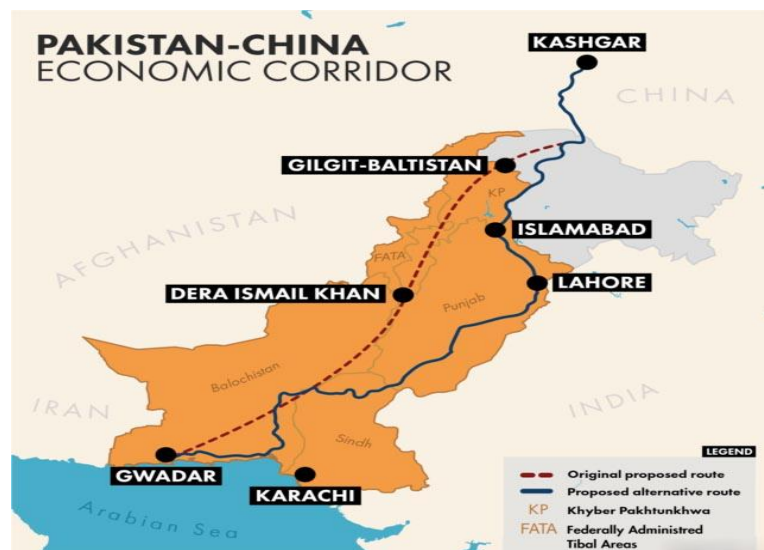 PAKISTAN-CHINA
ECONOMIC CORRIDOR
KASHGAR
CHINA
GILGIT-BALTISTAN
KP
ISLAMABAD
AFGHANISTAN
FATA
LAHORE
DERA ISMAIL KHAN
Punjab
Balochistan
IRAN
INDIA
Sindh
GWADAR
KARACHI
Arabian Sea
LEGEND
Original proposed route
Proposed alternative route
KP Khyber Pakhtunkhwa
FATA Federally Administred
Tibal Areas